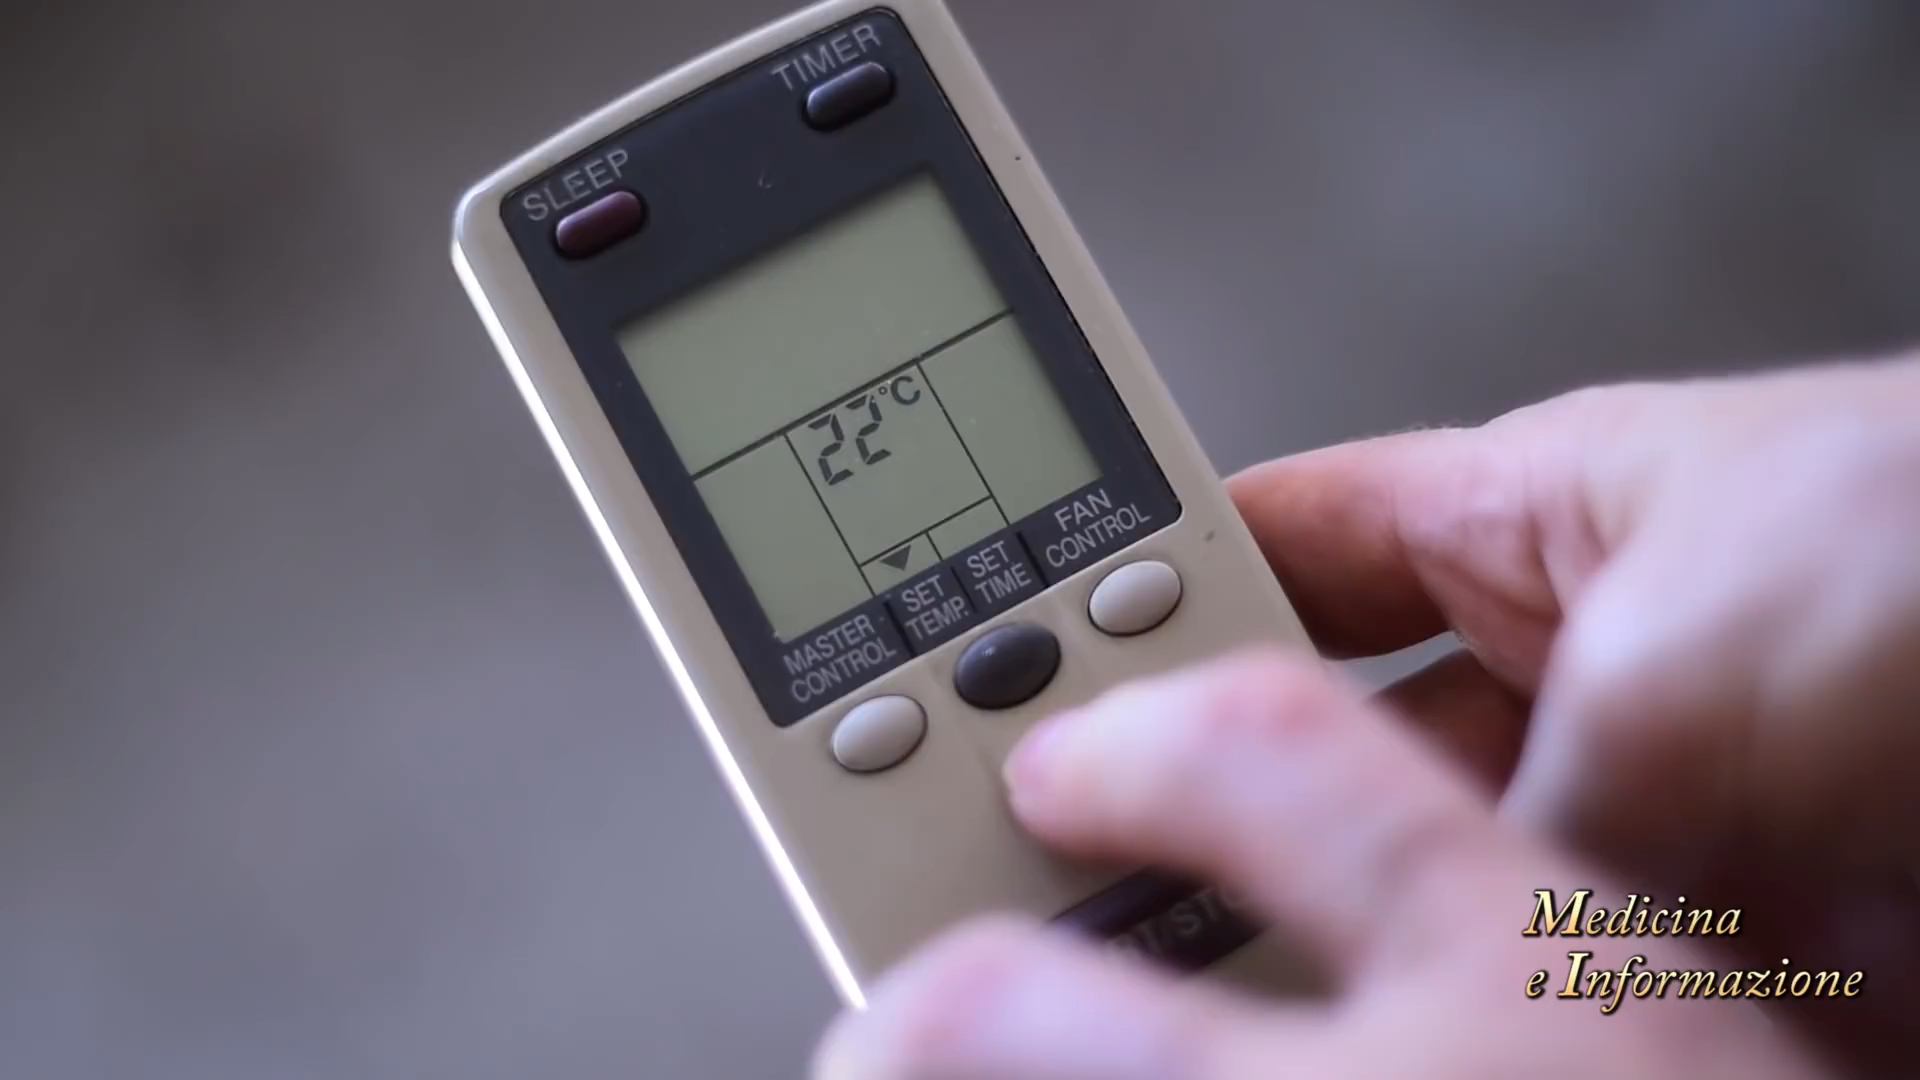 TIMER
SLEEP
22°C
MASTER
CONTROL
SET
TEMP.
SET
TIME
FAN
CONTROL
Medicina
e Informazione